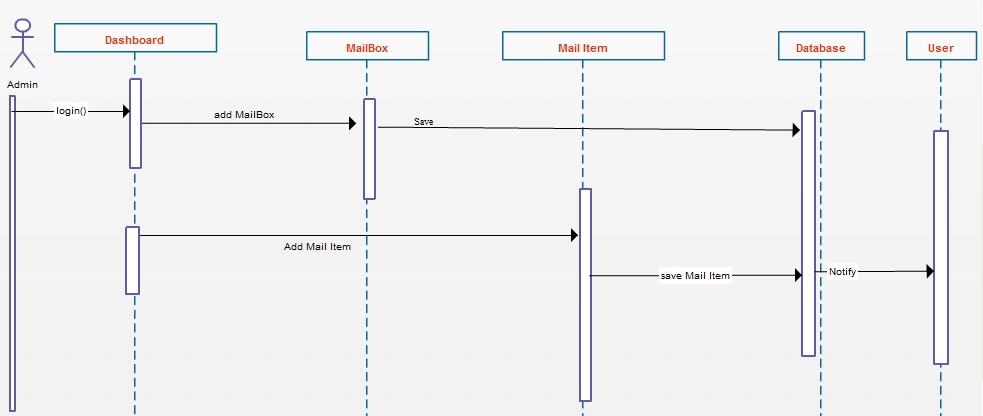 Dashboard
MailBox
Mail Item
Database
User
Admin
login()
add MailBox
Save
Add Mail Item
save Mail Item
Notify